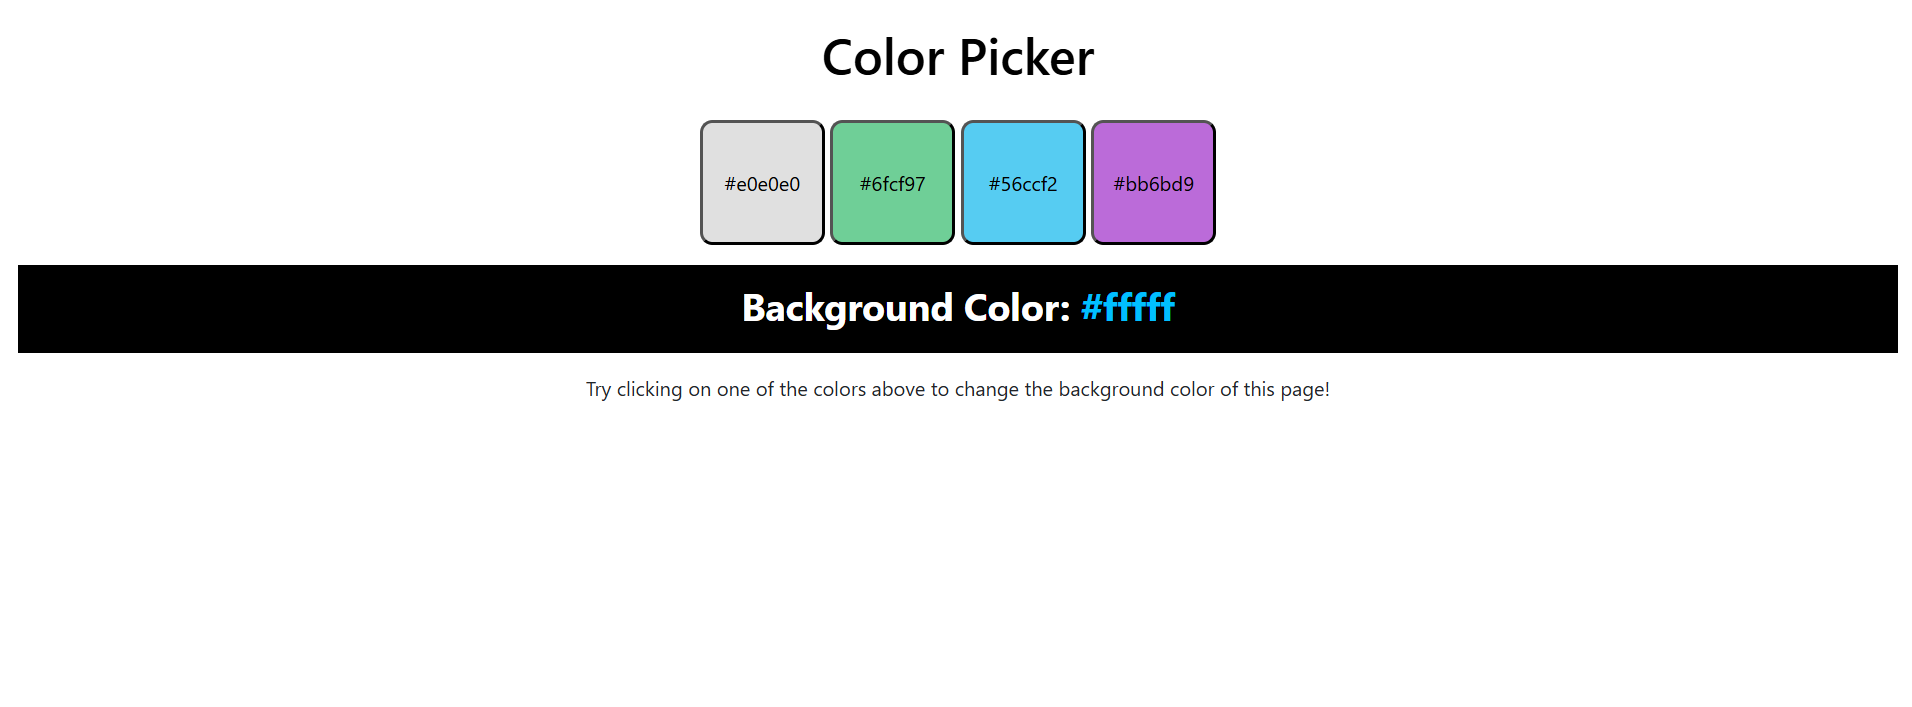 Color Picker
#e0e0e0 #6fcf97 #56ccf2 #bb6bd9
Background Color: #fffff
Try clicking on one of the colors above to change the background color of this page!